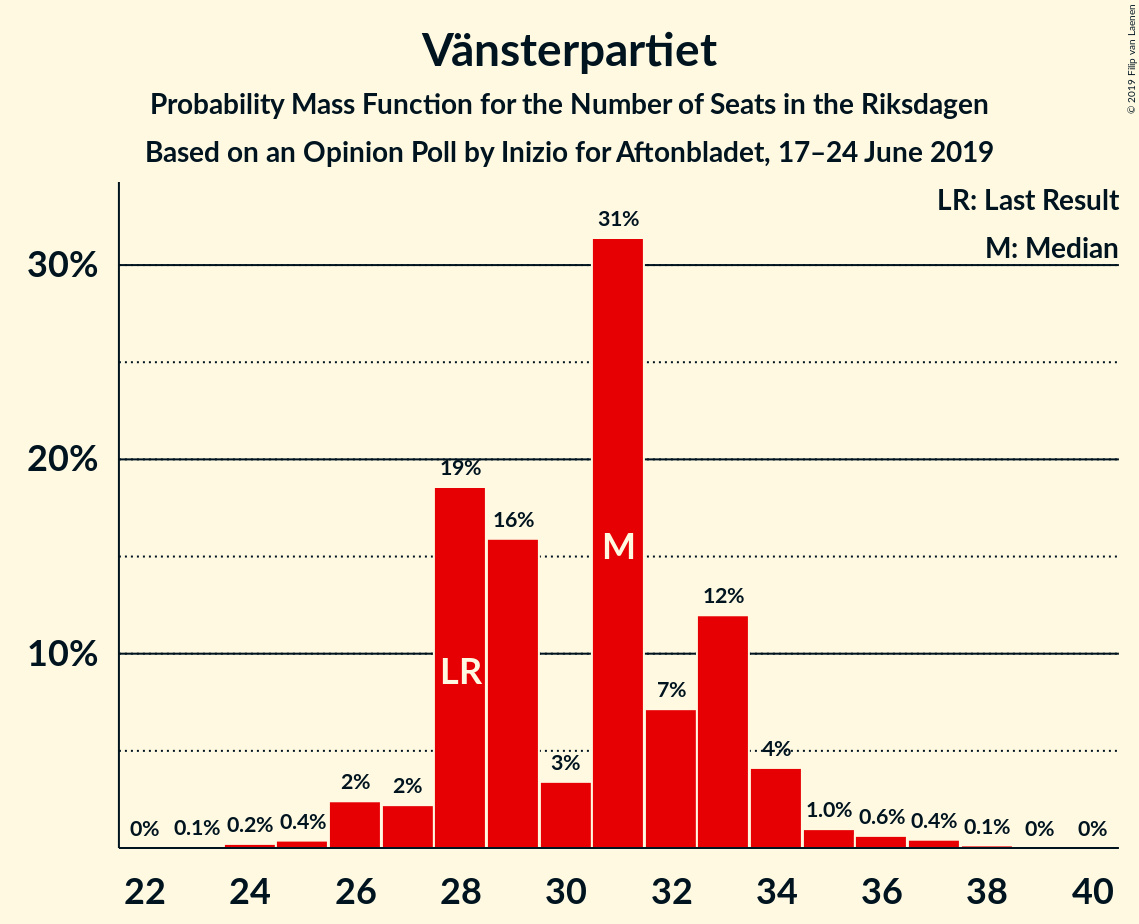 Vänsterpartiet
Probability Mass Function for the Number of Seats in the Riksdagen
Based on an Opinion Poll by Inizio for Aftonbladet, 17–24 June 2019
© 2019 Filip van Laenen
LR: Last Result
M: Median
30%
20%
10%
0%
0.1%
0.2%
0.4%
2%
2%
19%
16%
3%
31%
7%
12%
4%
1.0%
0.6%
0.4%
0.1%
0%
0%
LR
M
22 24 26 28 30 32 34 36 38 40